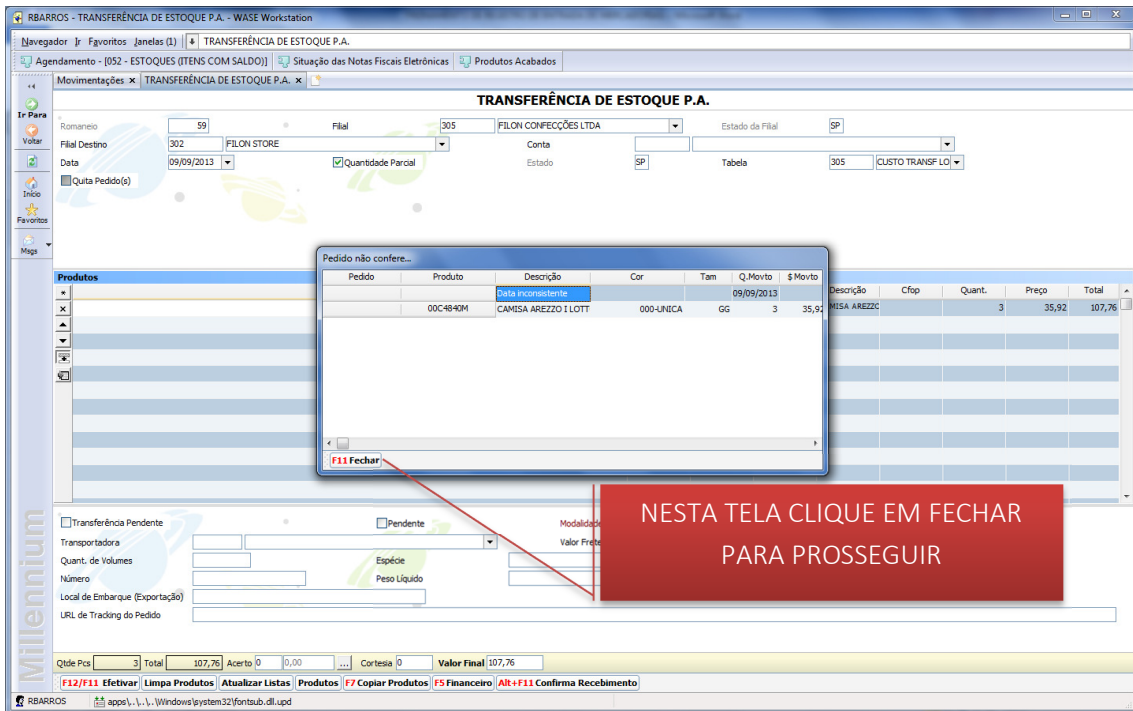 RBARROS - TRANSFERÊNCIA DE ESTOQUE P.A. - WASE Workstation
Navegador Ir Favoritos Janelas (1) TRANSFERÊNCIA DE ESTOQUE P.A.
Agendamento - [052 - ESTOQUES (ITENS COM SALDO)] Situação das Notas Fiscais Eletrônicas Produtos Acabados
Movimentações x TRANSFERÊNCIA DE ESTOQUE P.A. x
TRANSFERÊNCIA DE ESTOQUE P.A.
Ir Para
Voltar
Início
Favoritos
Msgs
Romaneio 59 Filial 305 FILON CONFECÇÕES LTDA Estado da Filial SP
Filial Destino 302 FILON STORE Conta
Data 09/09/2013 Quantidade Parcial Estado SP Tabela 305 CUSTO TRANSF LO
Quita Pedido(s)
Pedido não confere...
Pedido Produto Descrição Cor Tam Q.Movto $ Movto
Data inconsistente 09/09/2013
00C4840M CAMISA AREZZO I LOTT 000-UNICA GG 3 35,92
F11 Fechar
Produtos
Descrição Cfop Quant. Preço Total
MISA AREZZO 3 35,92 107,76
NESTA TELA CLIQUE EM FECHAR
PARA PROSSEGUIR
Transferência Pendente Pendente Modalidade
Transportadora Valor Frete
Quant. de Volumes Espécie
Número Peso Líquido
Local de Embarque (Exportação)
URL de Tracking do Pedido
Millennium
Qtde Pcs 3 Total 107,76 Acerto 0 0,00 ... Cortesia 0 Valor Final 107,76
F12/F11 Efetivar Limpa Produtos Atualizar Listas Produtos F7 Copiar Produtos F5 Financeiro Alt+F11 Confirma Recebimento
RBARROS apps\..\..\..\Windows\system32\fontsub.dll.upd